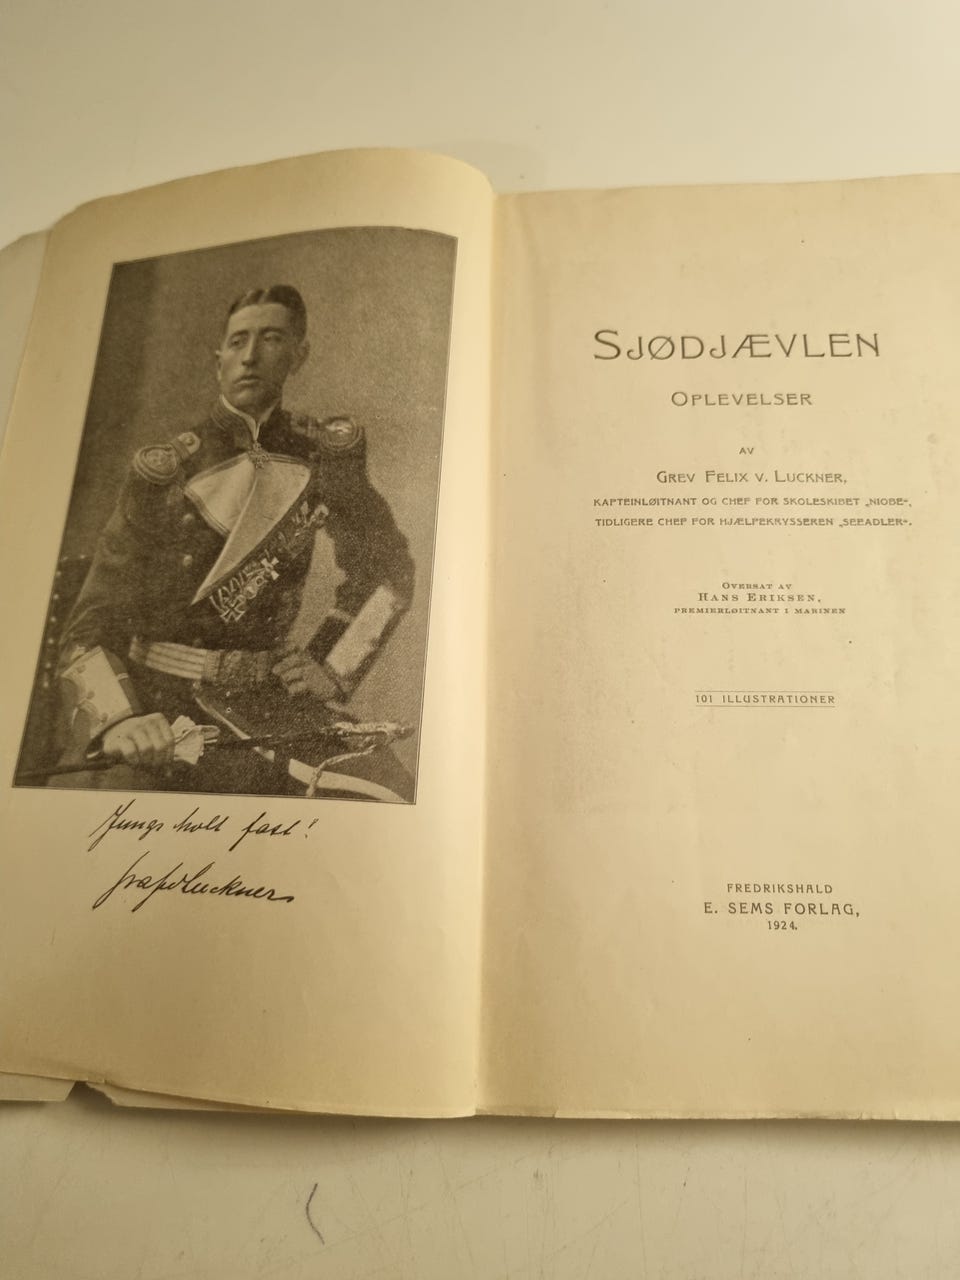 Jungs holt fast!
Graf Luckner
SJØDJÆVLEN
OPLEVELSER
AV
GREV FELIX V. LUCKNER,
KAPTEINLØITNANT OG CHEF FOR SKOLESKIBET „NIOBE“,
TIDLIGERE CHEF FOR HJÆLPEKRYSSEREN „SEEADLER“.
OVERSAT AV
HANS ERIKSEN,
PREMIERLØITNANT I MARINEN
101 ILLUSTRATIONER
FREDRIKSHALD
E. SEMS FORLAG,
1924.